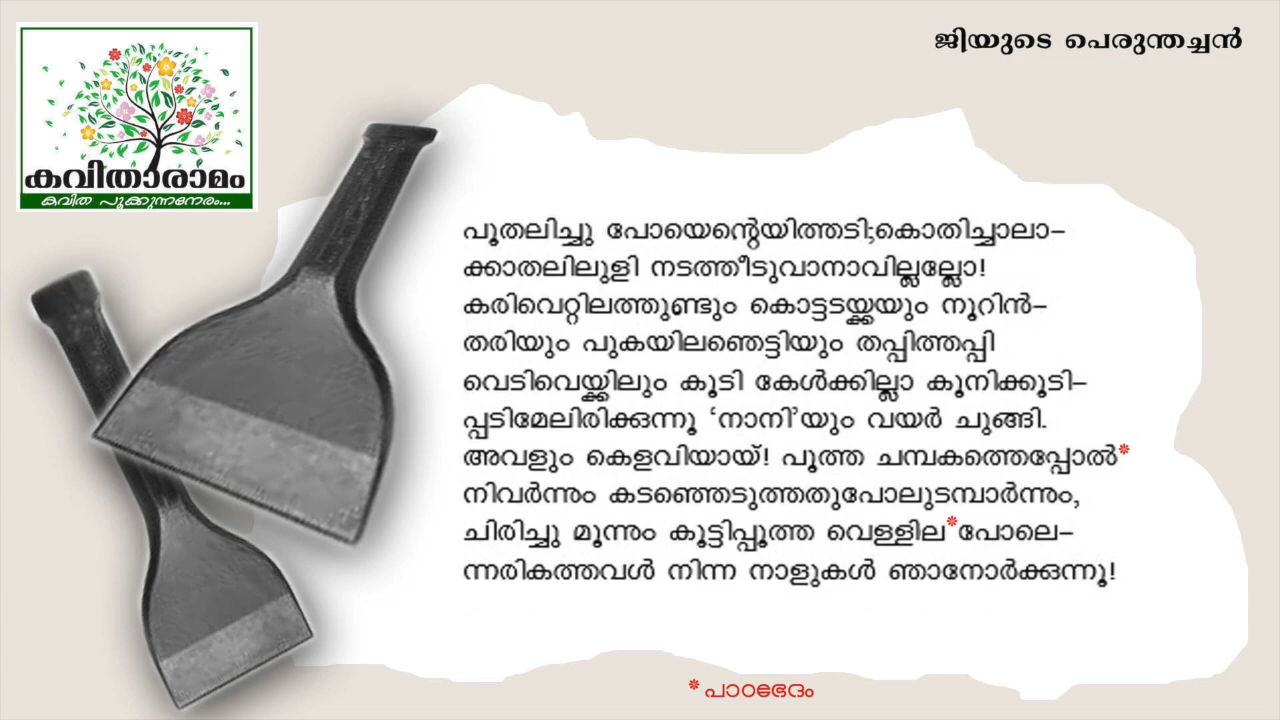 ജിയുടെ പെരുന്തച്ചൻ
കവിതാരാമം
കവിത പൂക്കുന്നനേരം...
പൂതലിച്ചു പോയെന്റെയിത്തടി;കൊതിച്ചാലാ–
ക്കാതലിലുളി നടത്തീടുവാനാവില്ലല്ലോ!
കരിവെറ്റിലത്തുണ്ടും കൊട്ടടയ്ക്കയും നൂറിൻ–
തരിയും പുകയിലഞെട്ടിയും തപ്പിത്തപ്പി
വെടിവെയ്ക്കിലും കൂടി കേൾക്കില്ലാ കൂനിക്കൂടി–
പ്പടിമേലിരിക്കുന്നൂ ‘നാനി’യും വയർ ചുങ്ങി.
അവളും കെളവിയായ്! പൂത്ത ചമ്പകത്തെപ്പോൽ*
നിവർന്നും കടഞ്ഞെടുത്തതുപോലുടമ്പാർന്നും,
ചിരിച്ചു മൂന്നും കൂട്ടിപ്പൂത്ത വെള്ളില*പോലെ–
ന്നരികത്തവൾ നിന്ന നാളുകൾ ഞാനോർക്കുന്നൂ!
* പാഠഭേദം